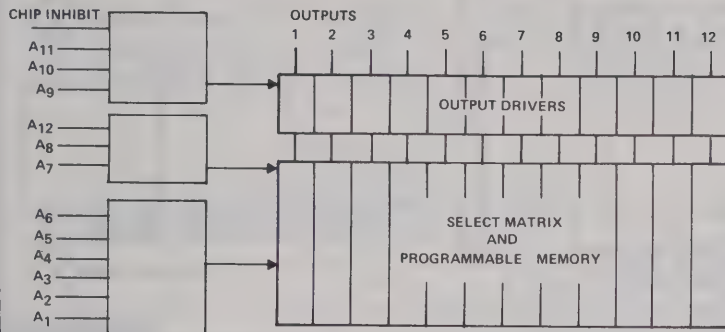 CHIP INHIBIT
A11
A10
A9
A12
A8
A7
A6
A5
A4
A3
A2
A1
OUTPUTS
1 2 3 4 5 6 7 8 9 10 11 12
OUTPUT DRIVERS
SELECT MATRIX
AND
PROGRAMMABLE MEMORY